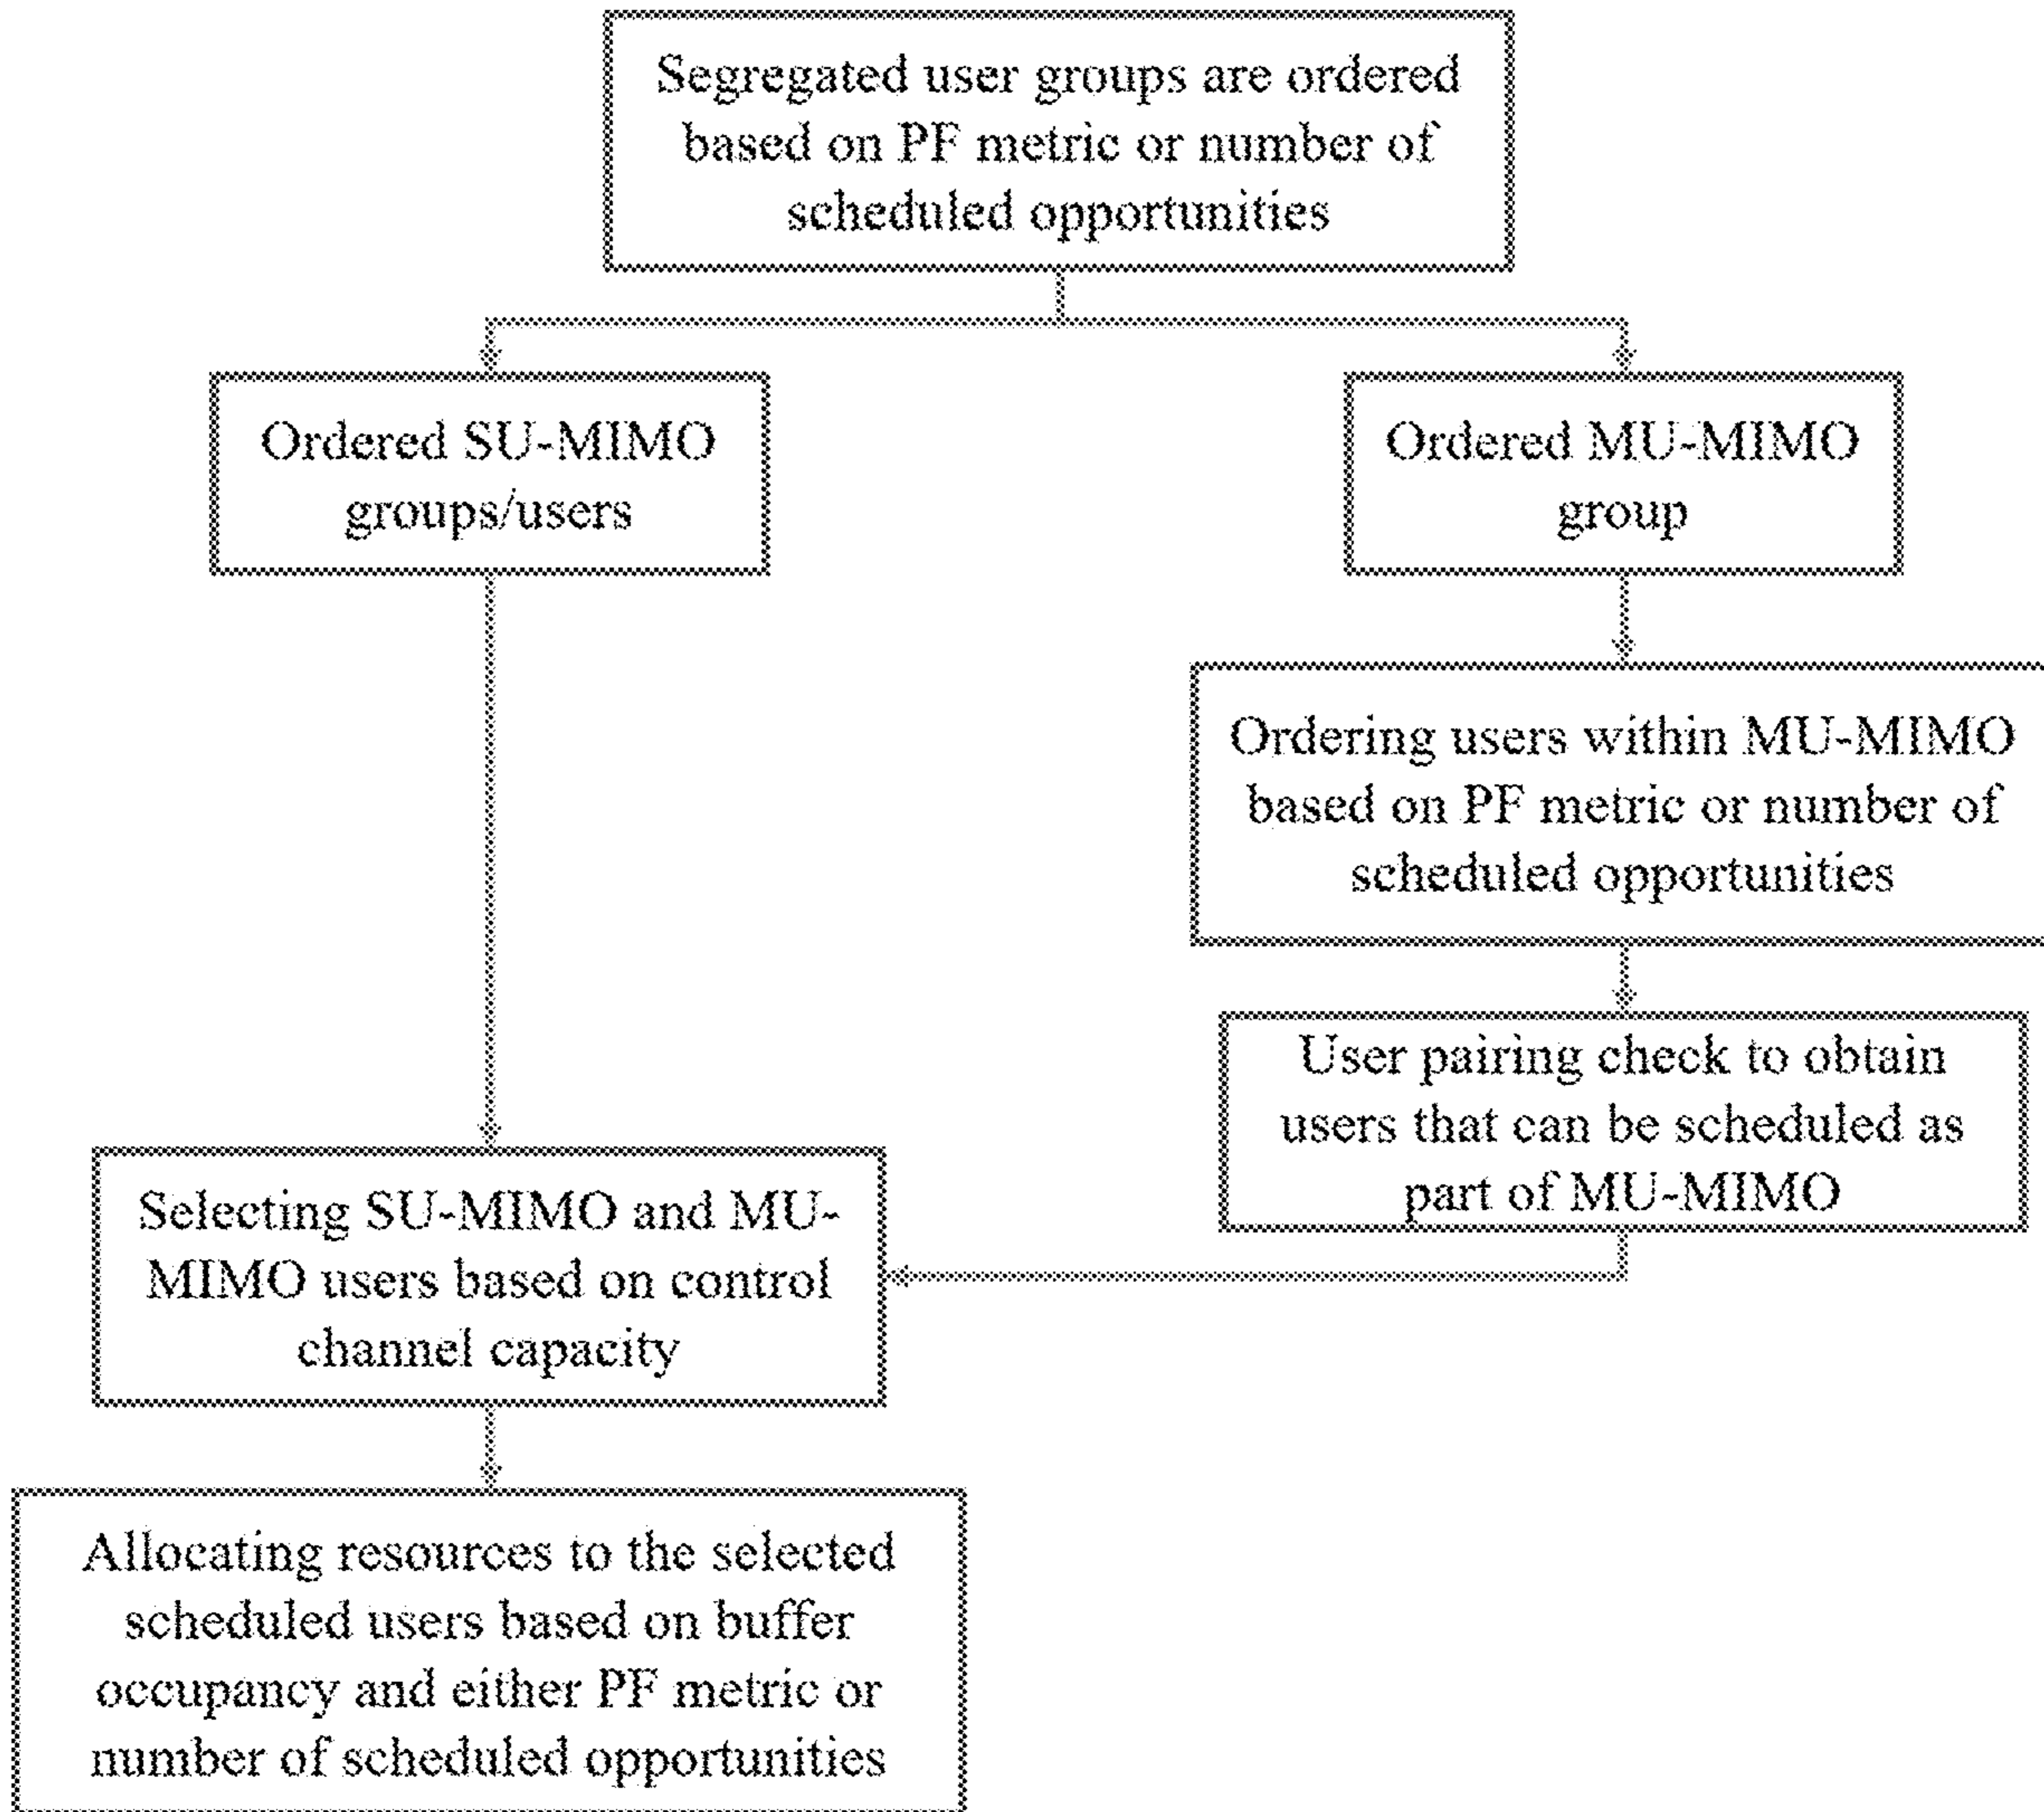 Segregated user groups are ordered
based on PF metric or number of
scheduled opportunities
Ordered SU-MIMO
groups/users
Ordered MU-MIMO
group
Ordering users within MU-MIMO
based on PF metric or number of
scheduled opportunities
User pairing check to obtain
users that can be scheduled as
part of MU-MIMO
Selecting SU-MIMO and MU-
MIMO users based on control
channel capacity
Allocating resources to the selected
scheduled users based on buffer
occupancy and either PF metric or
number of scheduled opportunities